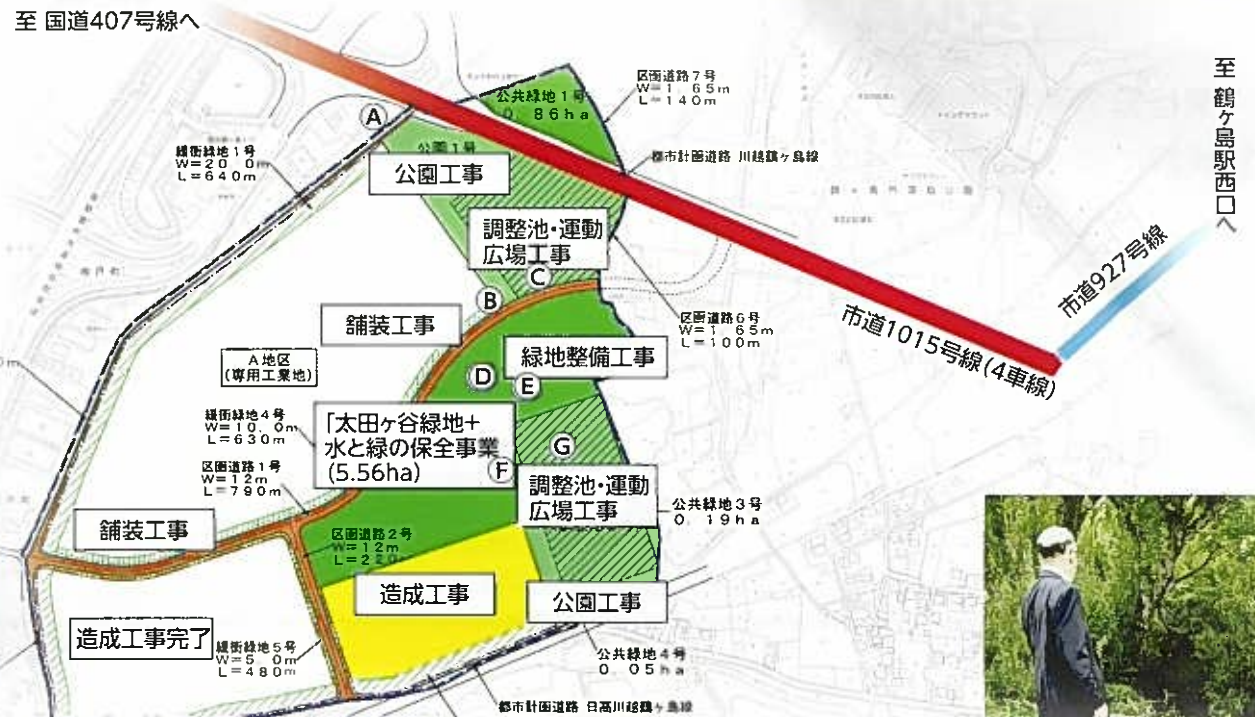 至 国道407号線へ
至 鶴ヶ島駅西口へ
区画道路7号
W=1.65m
L=140m
公共緑地1号
0.86ha
A
緩衝緑地1号
W=20.0m
L=640m
公園1号
公園工事
都市計画道路 川越鶴ヶ島線
調整池・運動
広場工事
C
B
市道927号線
舗装工事
区画道路6号
W=1.65m
L=100m
市道1015号線(4車線)
緑地整備工事
A地区
(専用工業地)
D
E
緩衝緑地4号
W=10.0m
L=630m
「太田ヶ谷緑地+
水と緑の保全事業
(5.56ha)
G
F
区画道路1号
W=12m
L=790m
調整池・運動
広場工事
公共緑地3号
0.19ha
舗装工事
区画道路2号
W=12m
L=220m
造成工事
公園工事
造成工事完了
緩衝緑地5号
W=5.0m
L=480m
公共緑地4号
0.05ha
都市計画道路 日高川越鶴ヶ島線